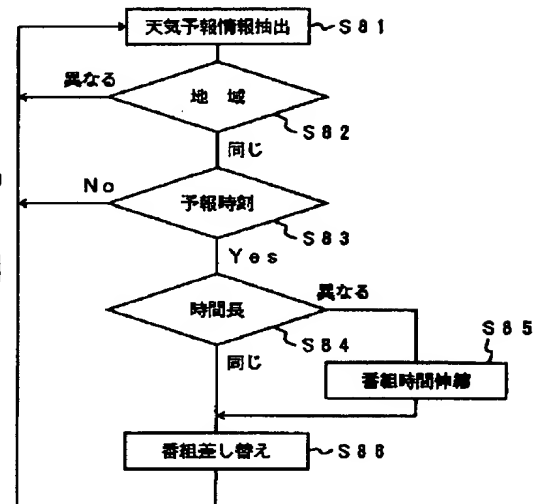 天気予報情報抽出
S81
異なる
地 域
S82
同じ
No
予報時刻
S83
Yes
時間長
異なる
S84
S85
同じ
番組時間伸縮
番組差し替え
S86